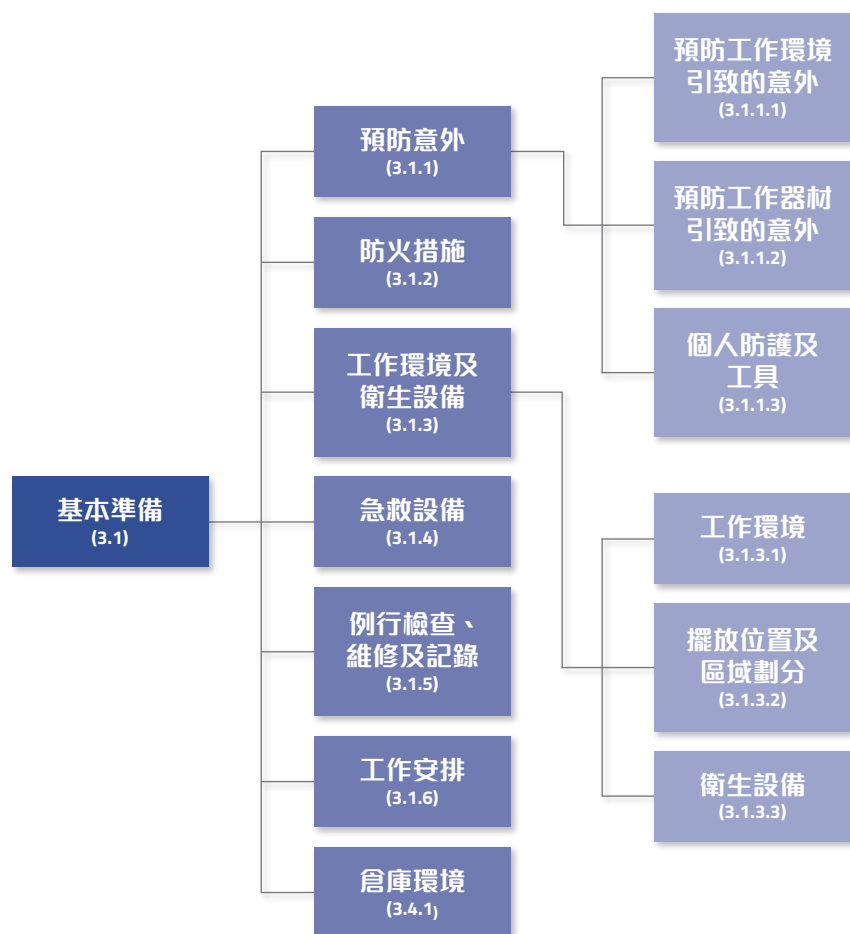 基本準備
(3.1)
預防意外
(3.1.1)
防火措施
(3.1.2)
工作環境及
衛生設備
(3.1.3)
急救設備
(3.1.4)
例行檢查、
維修及記錄
(3.1.5)
工作安排
(3.1.6)
倉庫環境
(3.4.1)
預防工作環境
引致的意外
(3.1.1.1)
預防工作器材
引致的意外
(3.1.1.2)
個人防護及
工具
(3.1.1.3)
工作環境
(3.1.3.1)
擺放位置及
區域劃分
(3.1.3.2)
衛生設備
(3.1.3.3)